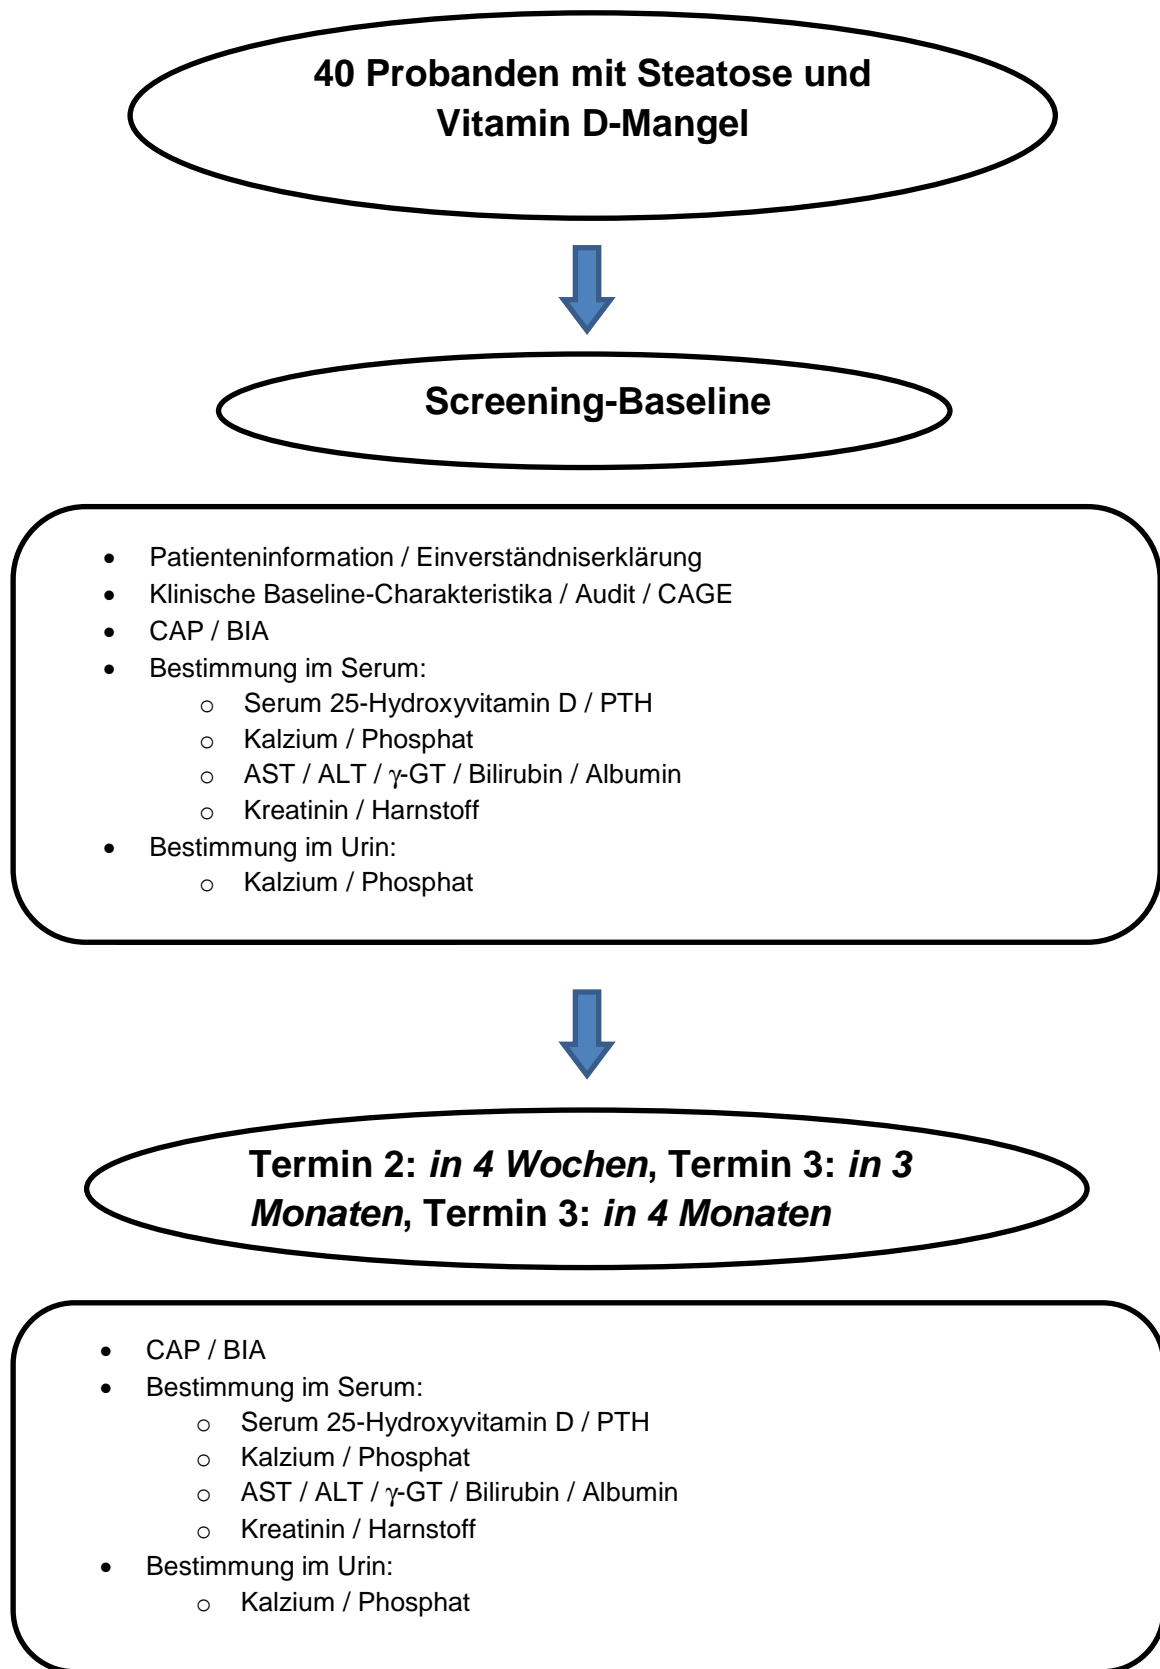 40 Probanden mit Steatose und
Vitamin D-Mangel
Screening-Baseline
• Patienteninformation / Einverständniserklärung
• Klinische Baseline-Charakteristika / Audit / CAGE
• CAP / BIA
• Bestimmung im Serum:
o Serum 25-Hydroxyvitamin D / PTH
o Kalzium / Phosphat
o AST / ALT / γ-GT / Bilirubin / Albumin
o Kreatinin / Harnstoff
• Bestimmung im Urin:
o Kalzium / Phosphat
Termin 2: in 4 Wochen, Termin 3: in 3
Monaten, Termin 3: in 4 Monaten
• CAP / BIA
• Bestimmung im Serum:
o Serum 25-Hydroxyvitamin D / PTH
o Kalzium / Phosphat
o AST / ALT / γ-GT / Bilirubin / Albumin
o Kreatinin / Harnstoff
• Bestimmung im Urin:
o Kalzium / Phosphat